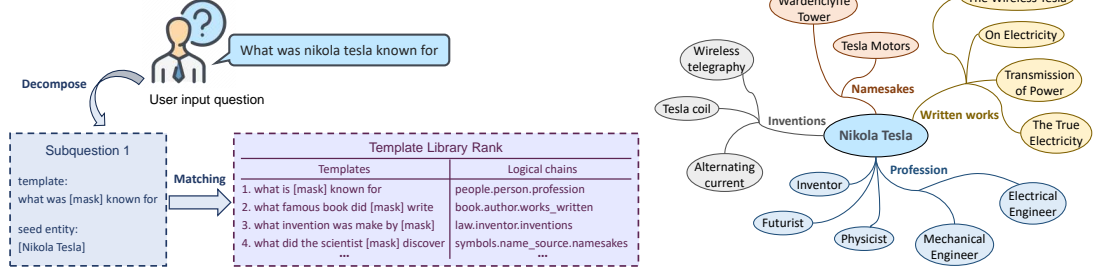 What was nikola tesla known for
Decompose
User input question
Subquestion 1
template:
what was [mask] known for
seed entity:
[Nikola Tesla]
Matching
Template Library Rank
Templates
Logical chains
1. what is [mask] known for
people.person.profession
2. what famous book did [mask] write
book.author.works_written
3. what invention was make by [mask]
law.inventor.inventions
4. what did the scientist [mask] discover
symbols.name_source.namesakes
...
...
Wardenclyffe
Tower
Tesla Motors
Namesakes
The Wireless Tesla
On Electricity
Transmission
of Power
The True
Electricity
Written works
Wireless
telegraphy
Tesla coil
Alternating
current
Inventions
Nikola Tesla
Profession
Inventor
Futurist
Physicist
Mechanical
Engineer
Electrical
Engineer